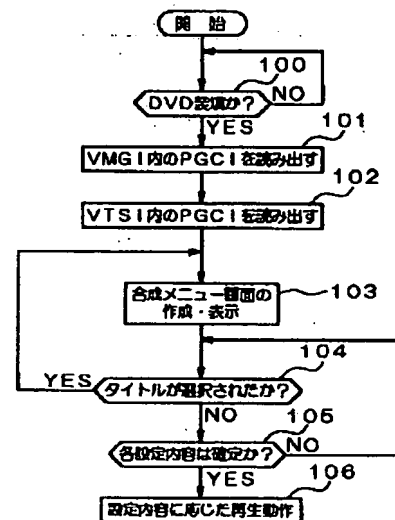 開 始
100
DVD装填か?
NO
YES
101
VMGI内のPGCIを読み出す
102
VTSI内のPGCIを読み出す
合成メニュー画面の
作成・表示
103
104
YES
タイトルが選択されたか?
NO
105
各設定内容は確定か?
NO
YES
106
設定内容に応じた再生動作